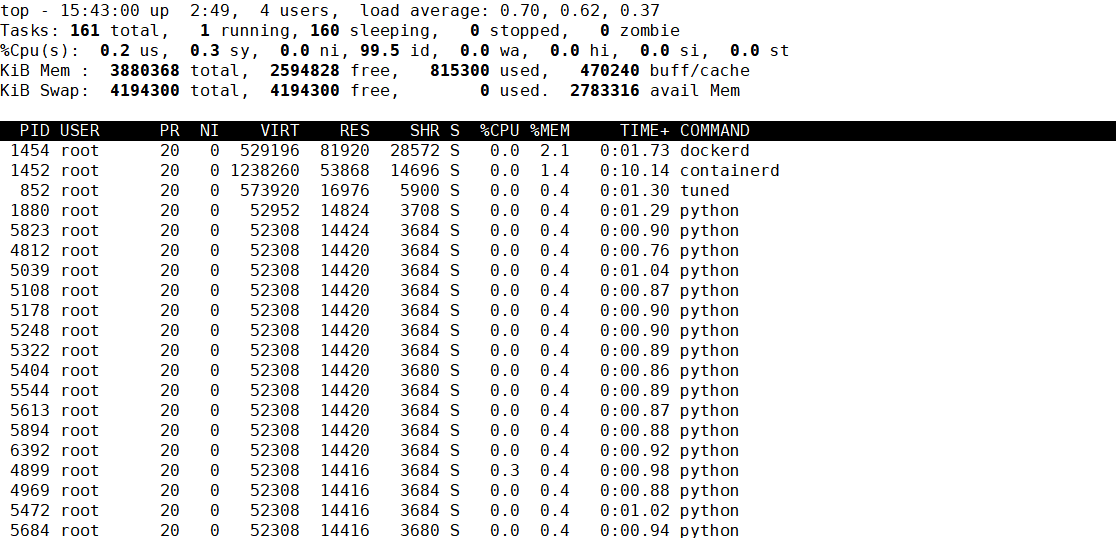 top - 15:43:00 up  2:49,  4 users,  load average: 0.70, 0.62, 0.37
Tasks: 161 total,   1 running, 160 sleeping,   0 stopped,   0 zombie
%Cpu(s):  0.2 us,  0.3 sy,  0.0 ni, 99.5 id,  0.0 wa,  0.0 hi,  0.0 si,  0.0 st
KiB Mem :  3880368 total,  2594828 free,   815300 used,   470240 buff/cache
KiB Swap:  4194300 total,  4194300 free,        0 used.  2783316 avail Mem
  PID USER      PR  NI    VIRT    RES    SHR S  %CPU %MEM     TIME+ COMMAND
 1454 root      20   0  529196  81920  28572 S   0.0  2.1   0:01.73 dockerd
 1452 root      20   0 1238260  53868  14696 S   0.0  1.4   0:10.14 containerd
  852 root      20   0  573920  16976   5900 S   0.0  0.4   0:01.30 tuned
 1880 root      20   0   52952  14824   3708 S   0.0  0.4   0:01.29 python
 5823 root      20   0   52308  14424   3684 S   0.0  0.4   0:00.90 python
 4812 root      20   0   52308  14420   3684 S   0.0  0.4   0:00.76 python
 5039 root      20   0   52308  14420   3684 S   0.0  0.4   0:01.04 python
 5108 root      20   0   52308  14420   3684 S   0.0  0.4   0:00.87 python
 5178 root      20   0   52308  14420   3684 S   0.0  0.4   0:00.90 python
 5248 root      20   0   52308  14420   3684 S   0.0  0.4   0:00.90 python
 5322 root      20   0   52308  14420   3684 S   0.0  0.4   0:00.89 python
 5404 root      20   0   52308  14420   3680 S   0.0  0.4   0:00.86 python
 5544 root      20   0   52308  14420   3684 S   0.0  0.4   0:00.89 python
 5613 root      20   0   52308  14420   3684 S   0.0  0.4   0:00.87 python
 5894 root      20   0   52308  14420   3684 S   0.0  0.4   0:00.88 python
 6392 root      20   0   52308  14420   3684 S   0.0  0.4   0:00.92 python
 4899 root      20   0   52308  14416   3684 S   0.3  0.4   0:00.98 python
 4969 root      20   0   52308  14416   3684 S   0.0  0.4   0:00.88 python
 5472 root      20   0   52308  14416   3684 S   0.0  0.4   0:01.02 python
 5684 root      20   0   52308  14416   3680 S   0.0  0.4   0:00.94 python